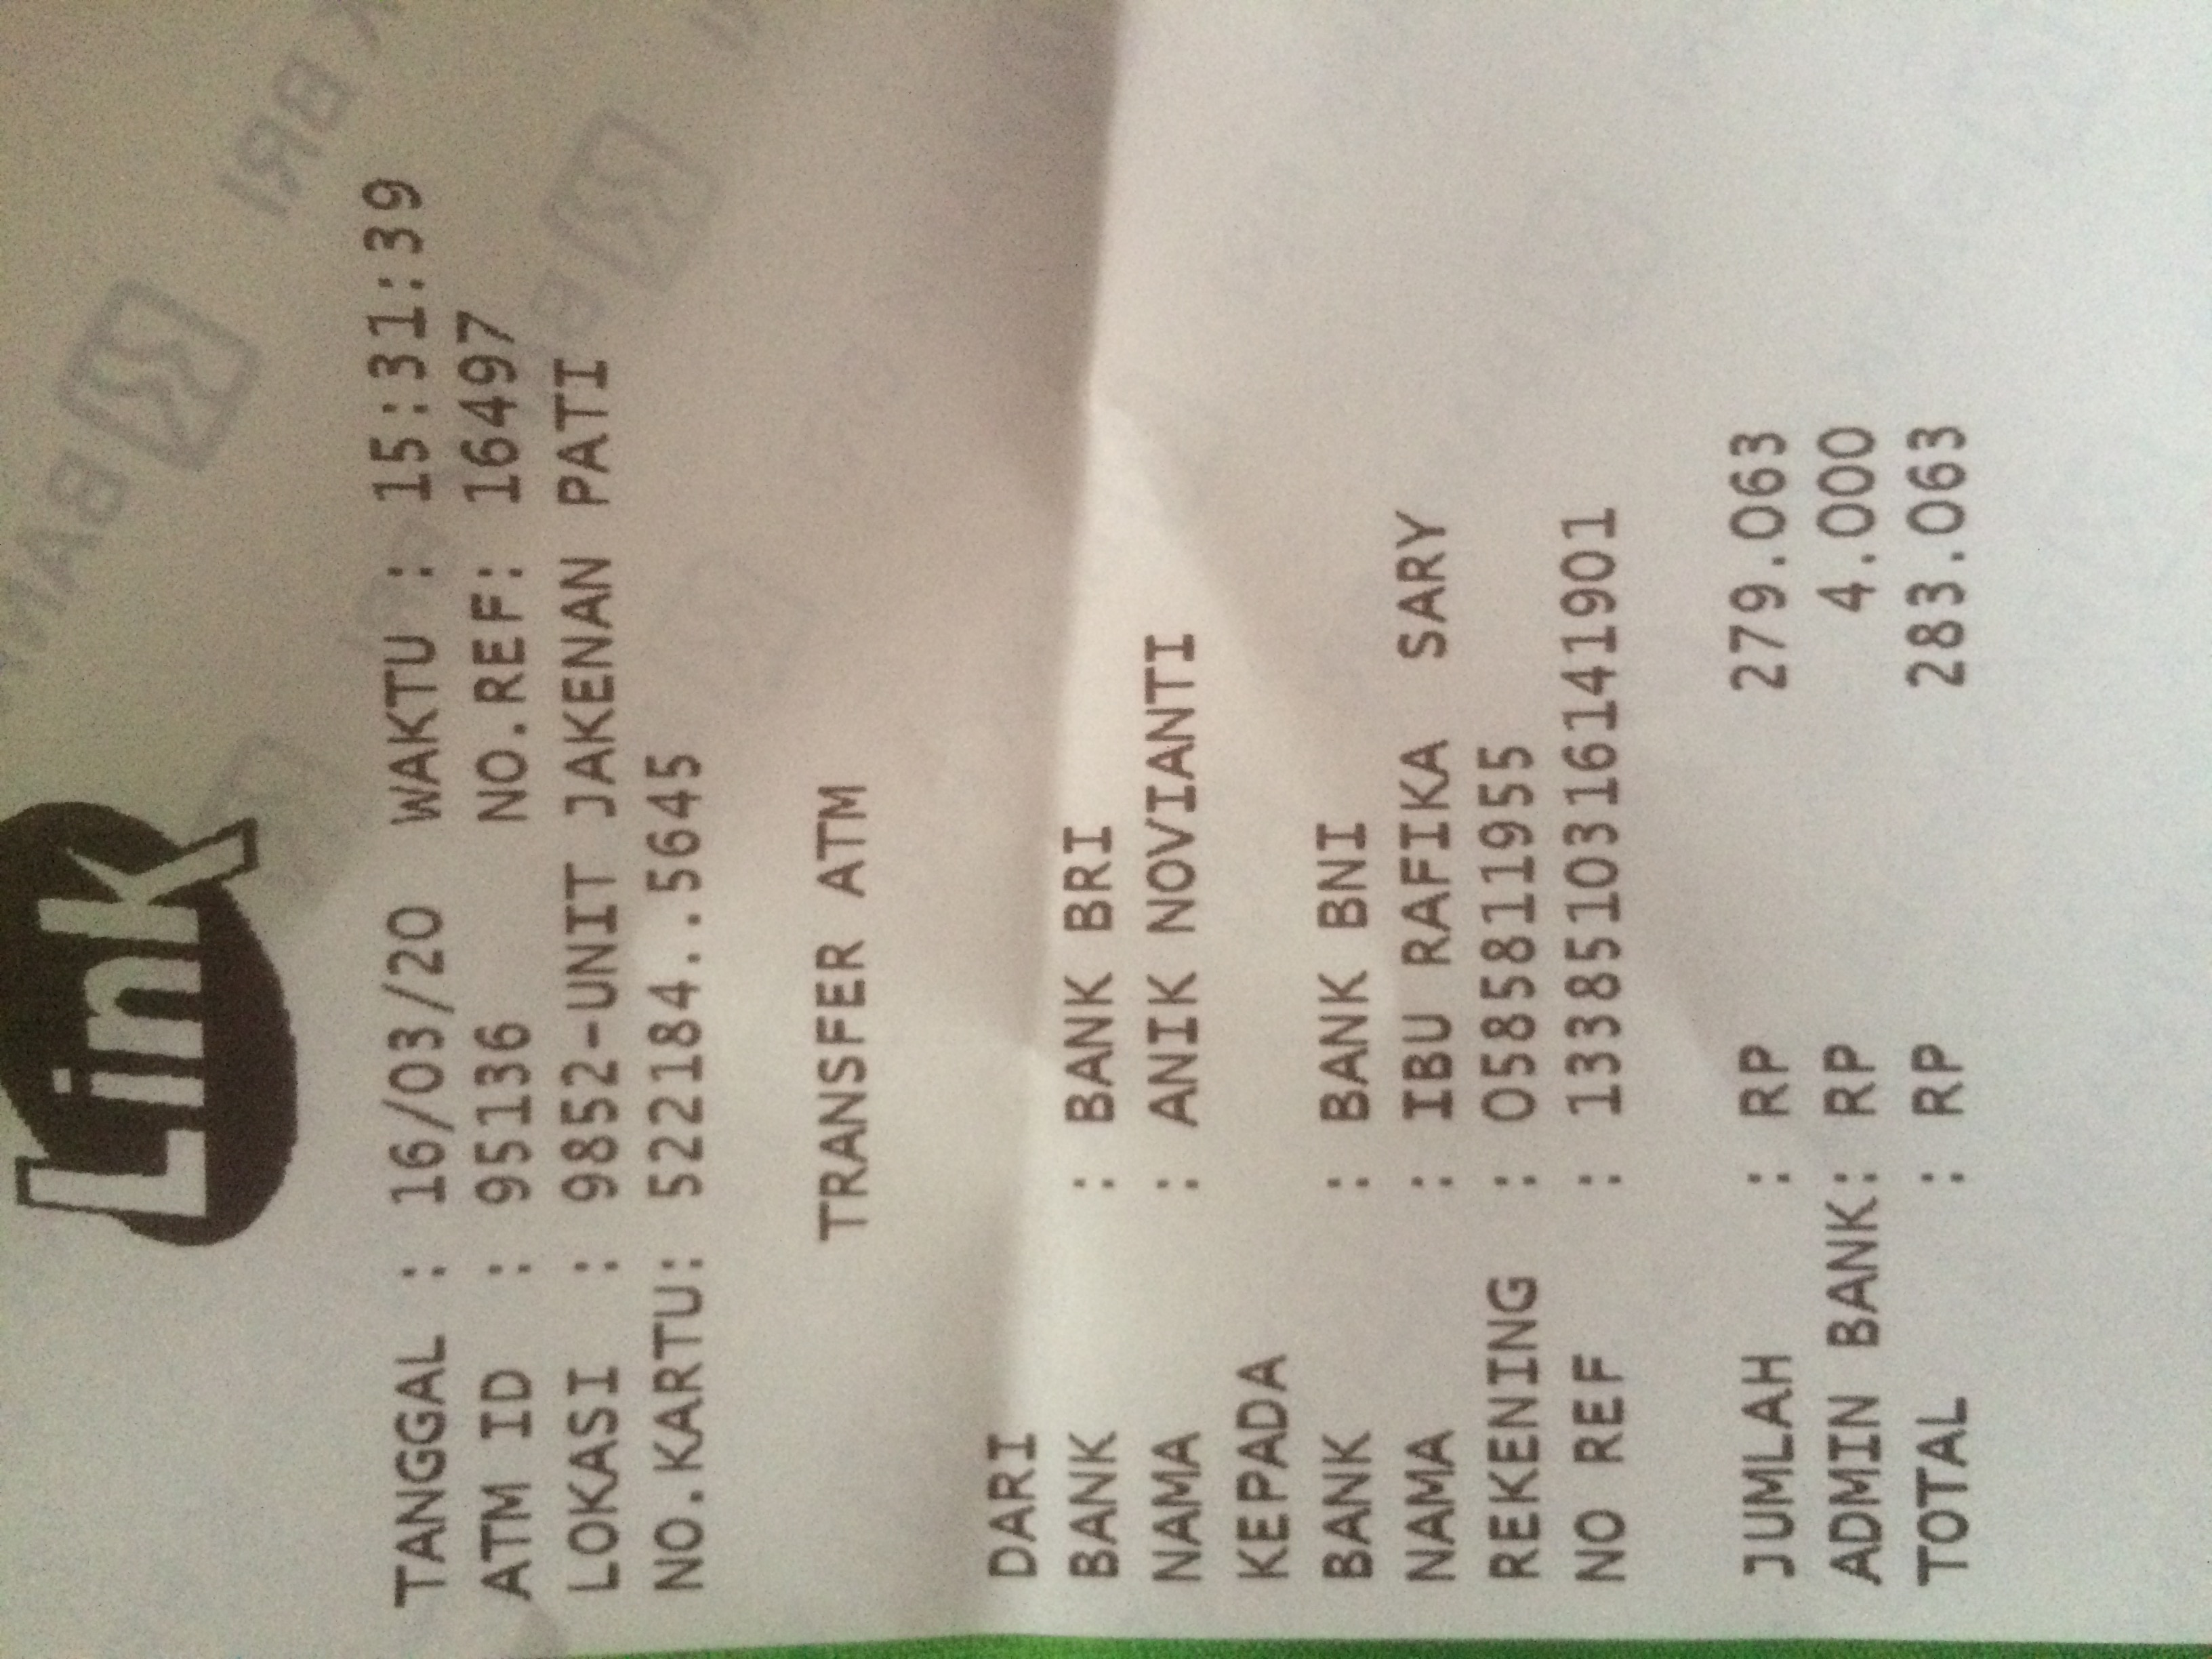 Link
TANGGAL : 16/03/20 WAKTU : 15:31:39
ATM ID : 95136 NO.REF: 16497
LOKASI : 9852-UNIT JAKENAN PATI
NO.KARTU: 522184..5645
TRANSFER ATM
DARI
BANK : BANK BRI
NAMA : ANIK NOVIANTI
KEPADA
BANK : BANK BNI
NAMA : IBU RAFIKA SARY
REKENING : 0585811955
NO REF : 1338510316141901
JUMLAH : RP 279.063
ADMIN BANK: RP 4.000
TOTAL : RP 283.063